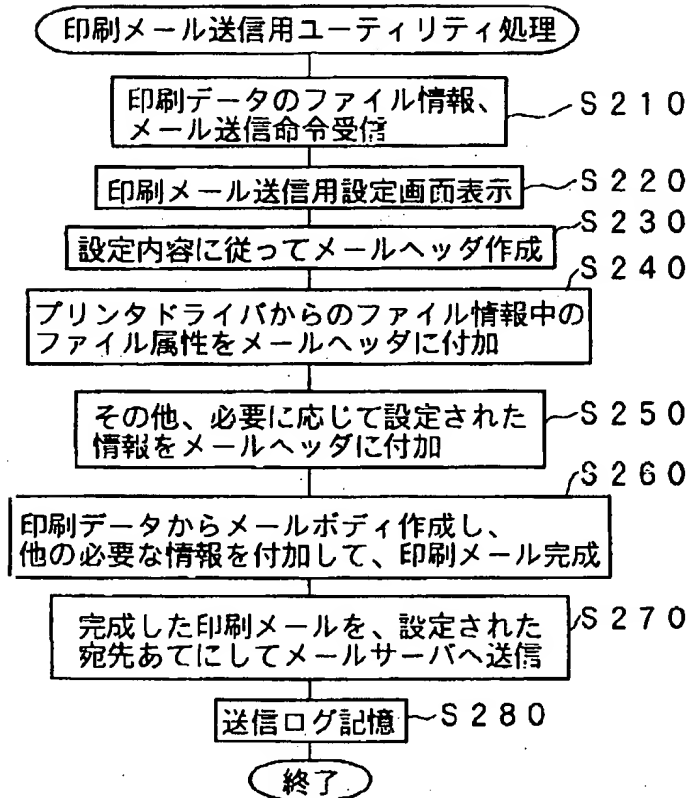 印刷メール送信用ユーティリティ処理
印刷データのファイル情報、
メール送信命令受信
S210
印刷メール送信用設定画面表示
S220
設定内容に従ってメールヘッダ作成
S230
プリンタドライバからのファイル情報中の
ファイル属性をメールヘッダに付加
S240
その他、必要に応じて設定された
情報をメールヘッダに付加
S250
印刷データからメールボディ作成し、
他の必要な情報を付加して、印刷メール完成
S260
完成した印刷メールを、設定された
宛先あてにしてメールサーバへ送信
S270
送信ログ記憶
S280
終了